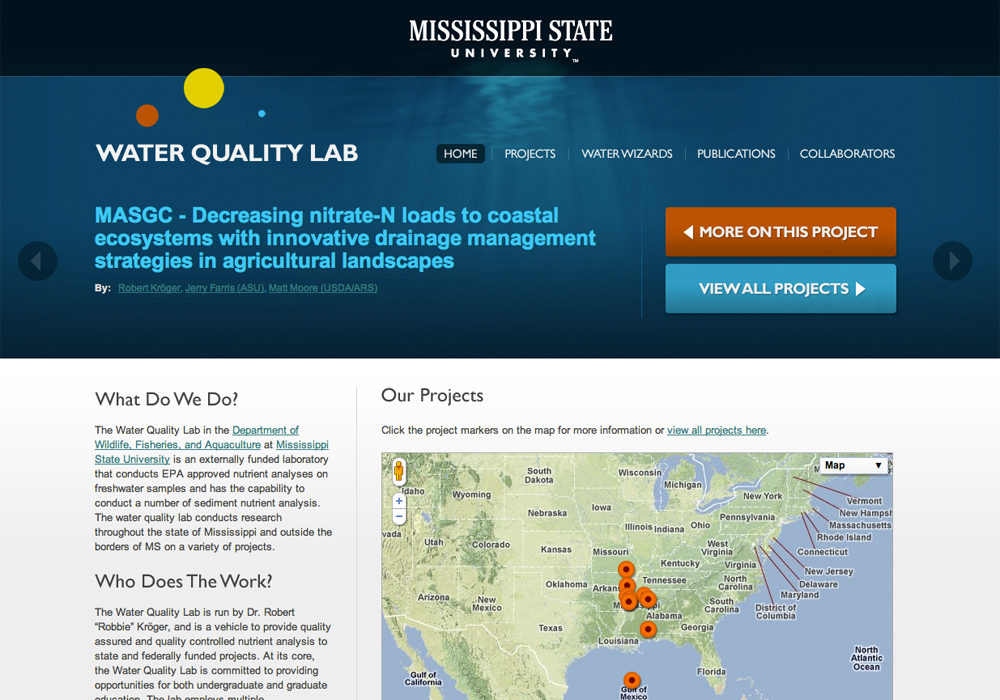 MISSISSIPPI STATE
UNIVERSITY™
WATER QUALITY LAB
HOME
PROJECTS
WATER WIZARDS
PUBLICATIONS
COLLABORATORS
MASGC - Decreasing nitrate-N loads to coastal
ecosystems with innovative drainage management
strategies in agricultural landscapes
By: Robert Kröger, Jerry Farris (ASU), Matt Moore (USDA/ARS)
MORE ON THIS PROJECT
VIEW ALL PROJECTS
What Do We Do?
The Water Quality Lab in the Department of
Wildlife, Fisheries, and Aquaculture at Mississippi
State University is an externally funded laboratory
that conducts EPA approved nutrient analyses on
freshwater samples and has the capability to
conduct a number of sediment nutrient analysis.
The water quality lab conducts research
throughout the state of Mississippi and outside the
borders of MS on a variety of projects.
Who Does The Work?
The Water Quality Lab is run by Dr. Robert
"Robbie" Kröger, and is a vehicle to provide quality
assured and quality controlled nutrient analysis to
state and federally funded projects. At its core,
the Water Quality Lab is committed to providing
opportunities for both undergraduate and graduate
education. The lab employs multiple
Our Projects
Click the project markers on the map for more information or view all projects here.
Map
+
−
Idaho
Wyoming
South
Dakota
Wisconsin
Michigan
New York
Vermont
New Hampsh
Massachusetts
Rhode Island
Connecticut
New Jersey
Delaware
Maryland
District of
Columbia
Nebraska
Iowa
Illinois
Indiana
Ohio
Pennsylvania
vada
Utah
Colorado
Kansas
Missouri
West
Virginia
Kentucky
Virginia
Oklahoma
Arkans
Tennessee
North
Carolina
Arizona
New
Mexico
South
Carolina
Alabama
Georgia
Texas
Louisiana
Florida
North
Atlantic
Ocean
Gulf of
California
Gulf of
Mexico